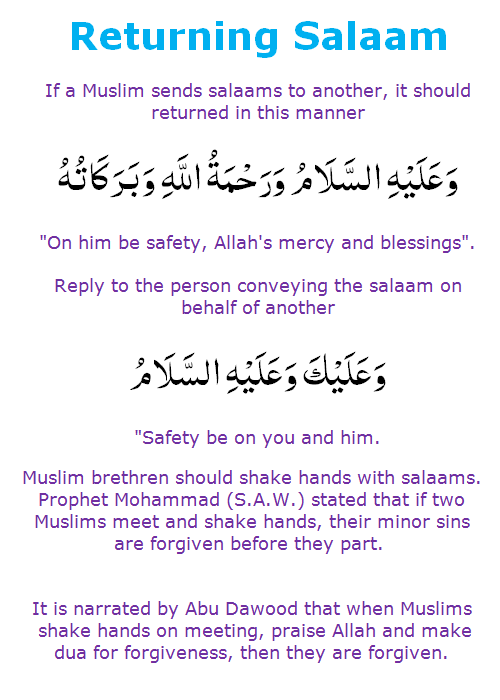 Returning Salaam
If a Muslim sends salaams to another, it should
returned in this manner
وَعَلَيْهِ السَّلَامُ وَرَحْمَةُ اللَّهِ وَبَرَكَاتُهُ
"On him be safety, Allah's mercy and blessings".
Reply to the person conveying the salaam on
behalf of another
وَعَلَيْكَ وَعَلَيْهِ السَّلَامُ
"Safety be on you and him.
Muslim brethren should shake hands with salaams.
Prophet Mohammad (S.A.W.) stated that if two
Muslims meet and shake hands, their minor sins
are forgiven before they part.
It is narrated by Abu Dawood that when Muslims
shake hands on meeting, praise Allah and make
dua for forgiveness, then they are forgiven.